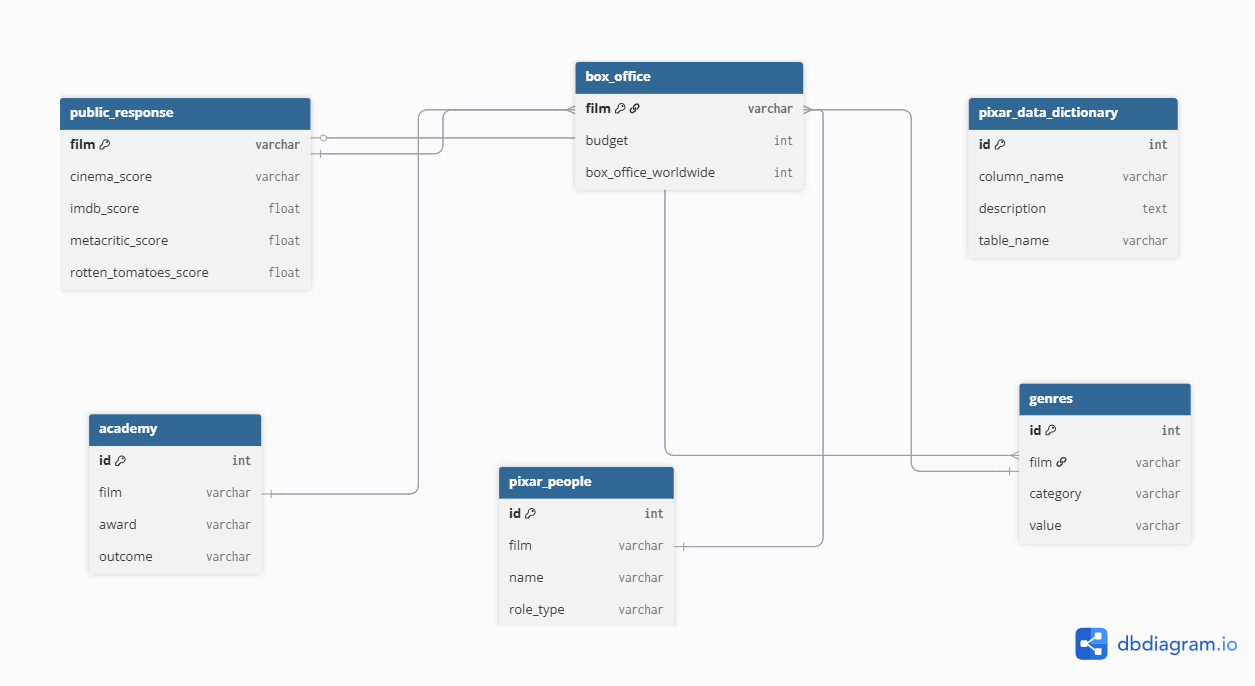 box_office
film varchar
budget int
box_office_worldwide int
public_response
film varchar
cinema_score varchar
imdb_score float
metacritic_score float
rotten_tomatoes_score float
pixar_data_dictionary
id int
column_name varchar
description text
table_name varchar
academy
id int
film varchar
award varchar
outcome varchar
pixar_people
id int
film varchar
name varchar
role_type varchar
genres
id int
film varchar
category varchar
value varchar
dbdiagram.io